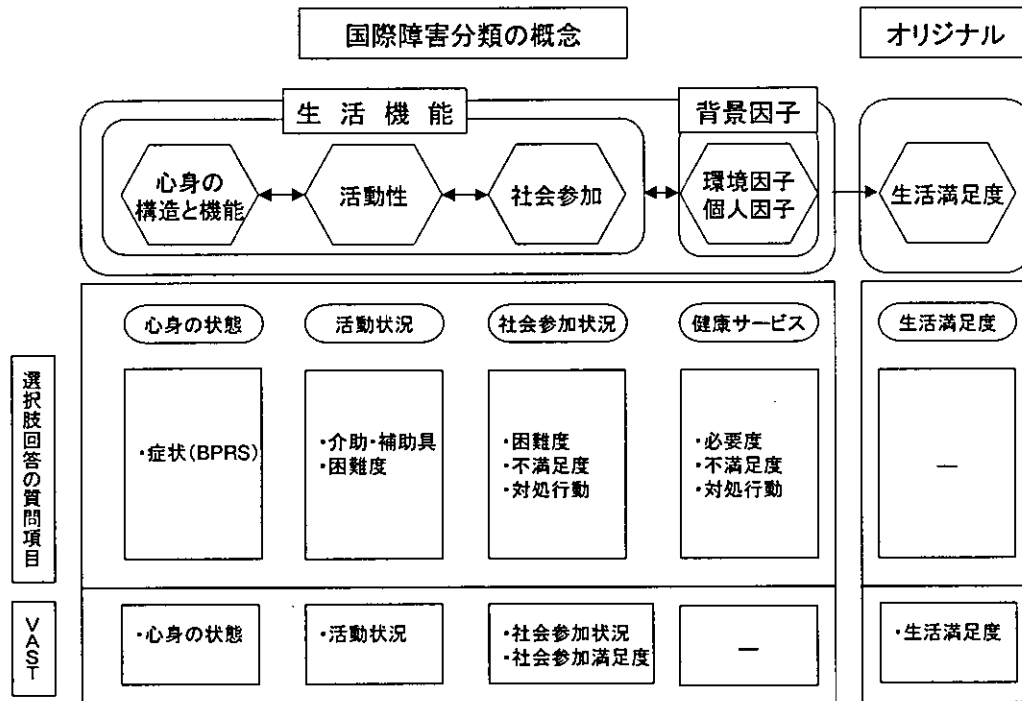 国際障害分類の概念
オリジナル
生活機能
背景因子
心身の
構造と機能
活動性
社会参加
環境因子
個人因子
生活満足度
心身の状態
活動状況
社会参加状況
健康サービス
生活満足度
選択肢回答の質問項目
・症状(BPRS)
・介助・補助具
・困難度
・困難度
・不満足度
・対処行動
・必要度
・不満足度
・対処行動
―
VAST
・心身の状態
・活動状況
・社会参加状況
・社会参加満足度
―
・生活満足度